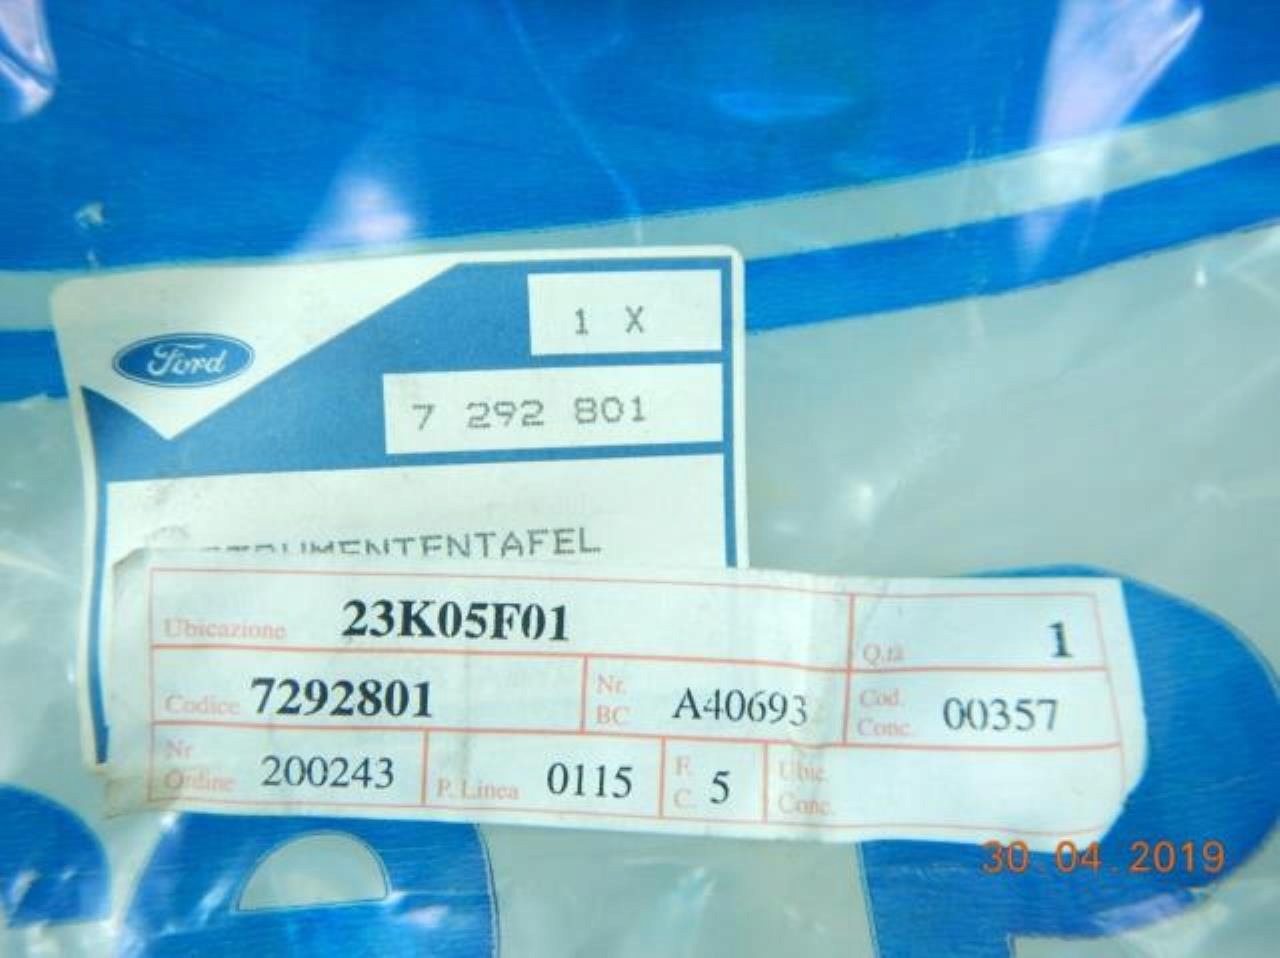 Ford
1 X
7 292 801
Ubicazione 23K05F01
Q.tà 1
Codice 7292801
Nr. BC A40693
Cod. Conc. 00357
Nr Ordine 200243
P. Linea 0115
F. C. 5
Ubic. Conc.
30.04.2019